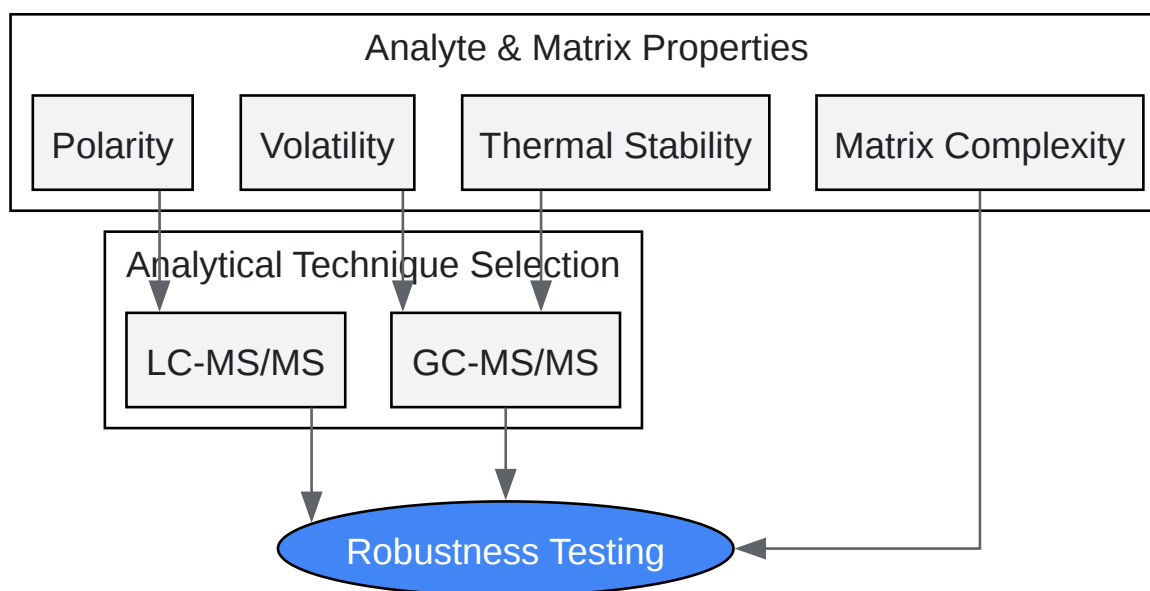 Analyte & Matrix Properties
Polarity
Volatility
Thermal Stability
Matrix Complexity
Analytical Technique Selection
LC-MS/MS
GC-MS/MS
Robustness Testing